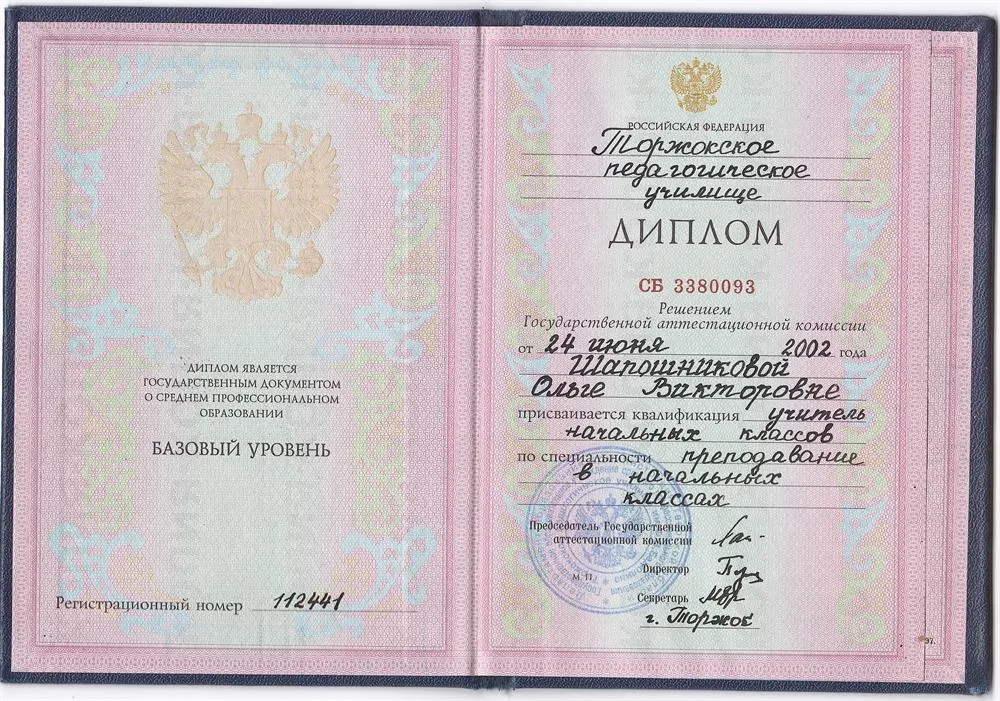 ДИПЛОМ ЯВЛЯЕТСЯ
ГОСУДАРСТВЕННЫМ ДОКУМЕНТОМ
О СРЕДНЕМ ПРОФЕССИОНАЛЬНОМ
ОБРАЗОВАНИИ
БАЗОВЫЙ УРОВЕНЬ
Регистрационный номер 112441
РОССИЙСКАЯ ФЕДЕРАЦИЯ
Торжокское
педагогическое
училище
ДИПЛОМ
СБ 3380093
Решением
Государственной аттестационной комиссии
от 24 июня 2002 года
Шапошниковой
Ольге Викторовне
присваивается квалификация учитель
начальных классов
по специальности преподавание
в начальных
классах
Председатель Государственной
аттестационной комиссии
Директор
М. П.
Секретарь
г. Торжок